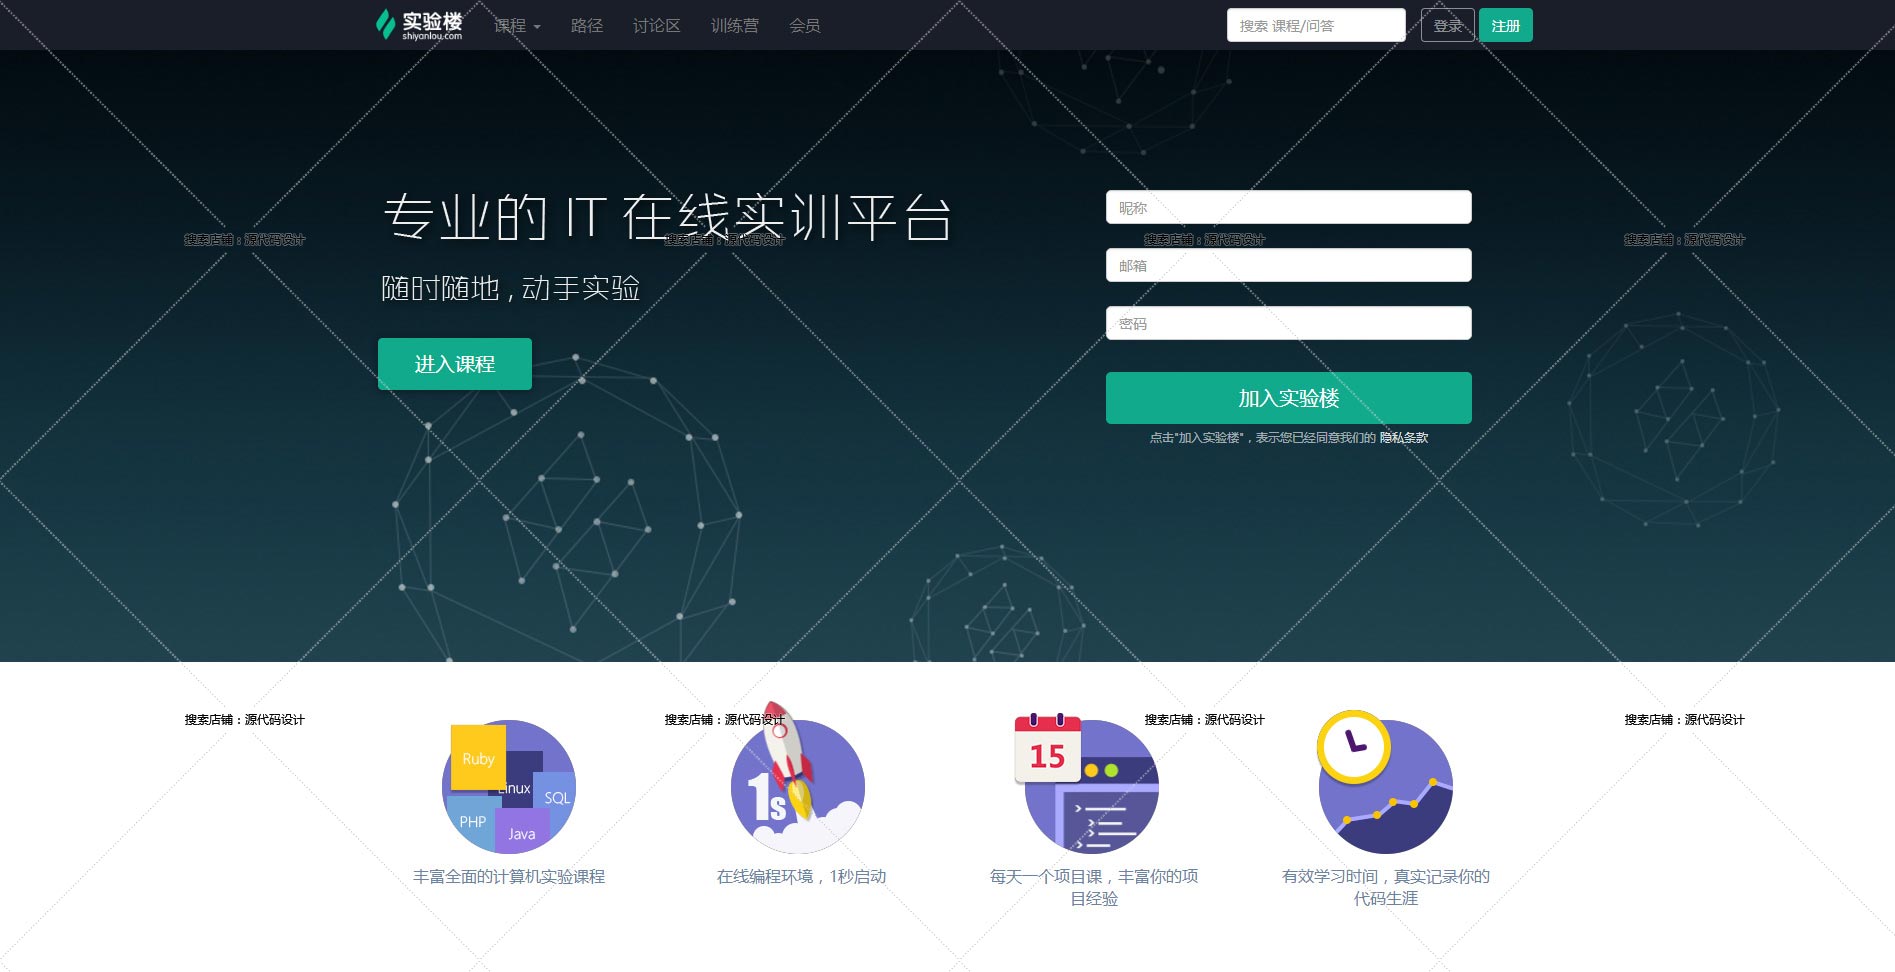 实验楼
shiyanlou.com
课程
路径
讨论区
训练营
会员
搜索 课程/问答
登录
注册
专业的 IT 在线实训平台
昵称
搜索店铺：源代码设计
搜索店铺：源代码设计
搜索店铺：源代码设计
搜索店铺：源代码设计
邮箱
随时随地 , 动手实验
密码
进入课程
加入实验楼
点击"加入实验楼"，表示您已经同意我们的 隐私条款
搜索店铺：源代码设计
搜索店铺：源代码设计
搜索店铺：源代码设计
搜索店铺：源代码设计
Ruby
Linux
SQL
PHP
Java
1s
15
丰富全面的计算机实验课程
在线编程环境，1秒启动
每天一个项目课，丰富你的项
目经验
有效学习时间，真实记录你的
代码生涯